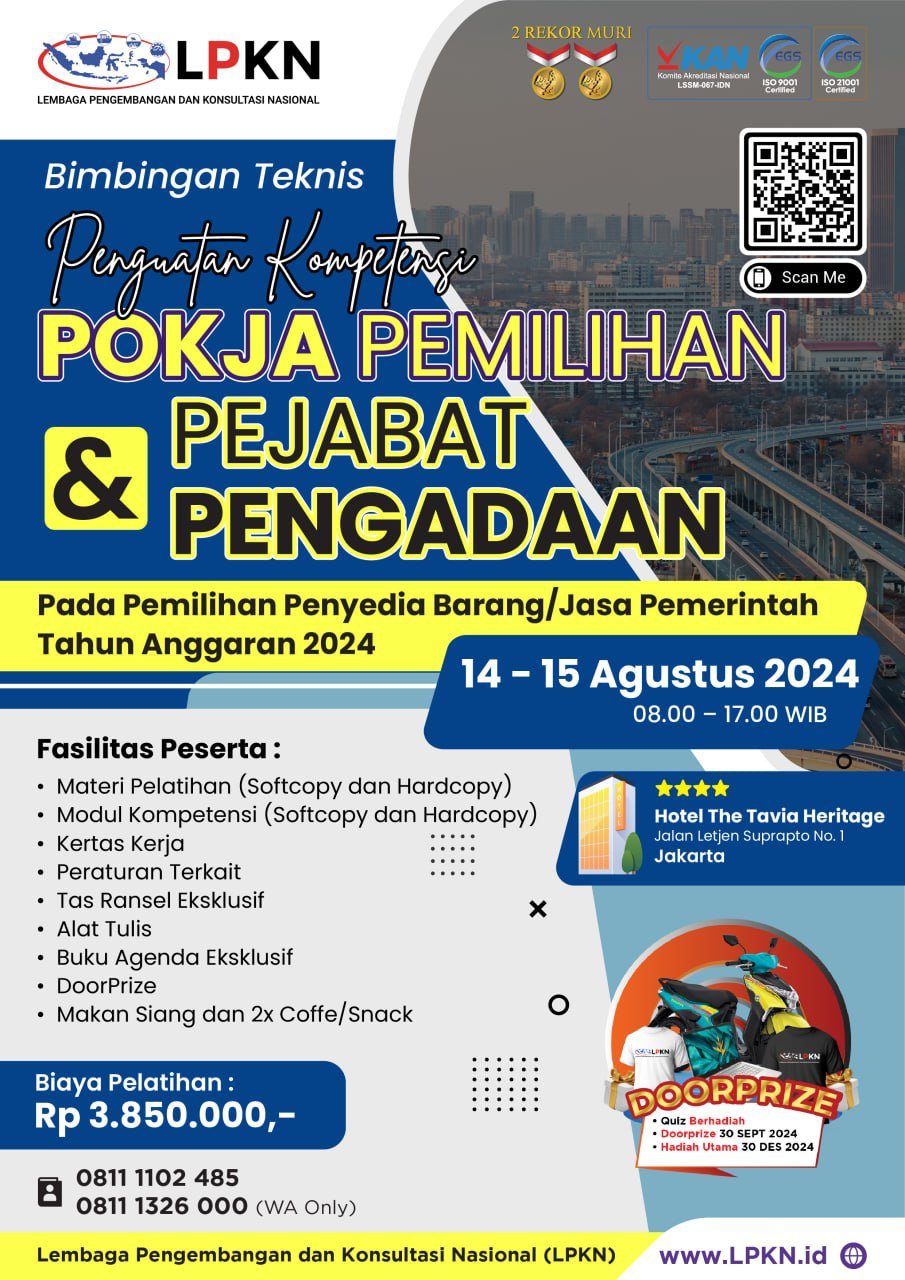 LPKN
LEMBAGA PENGEMBANGAN DAN KONSULTASI NASIONAL
2 REKOR MURI
KAN
Komite Akreditasi Nasional
LSSM-067-IDN
EGS
ISO 9001
Certified
EGS
ISO 21001
Certified
Scan Me
Bimbingan Teknis
Penguatan Kompetensi
POKJA PEMILIHAN
& PEJABAT
PENGADAAN
Pada Pemilihan Penyedia Barang/Jasa Pemerintah
Tahun Anggaran 2024
14 – 15 Agustus 2024
08.00 – 17.00 WIB
Fasilitas Peserta :
• Materi Pelatihan (Softcopy dan Hardcopy)
• Modul Kompetensi (Softcopy dan Hardcopy)
• Kertas Kerja
• Peraturan Terkait
• Tas Ransel Eksklusif
• Alat Tulis
• Buku Agenda Eksklusif
• DoorPrize
• Makan Siang dan 2x Coffe/Snack
HOTEL
Hotel The Tavia Heritage
Jalan Letjen Suprapto No. 1
Jakarta
LPKN
LPKN
DOORPRIZE
• Quiz Berhadiah
• Doorprize 30 SEPT 2024
• Hadiah Utama 30 DES 2024
Biaya Pelatihan :
Rp 3.850.000,-
0811 1102 485
0811 1326 000 (WA Only)
Lembaga Pengembangan dan Konsultasi Nasional (LPKN)
www.LPKN.id